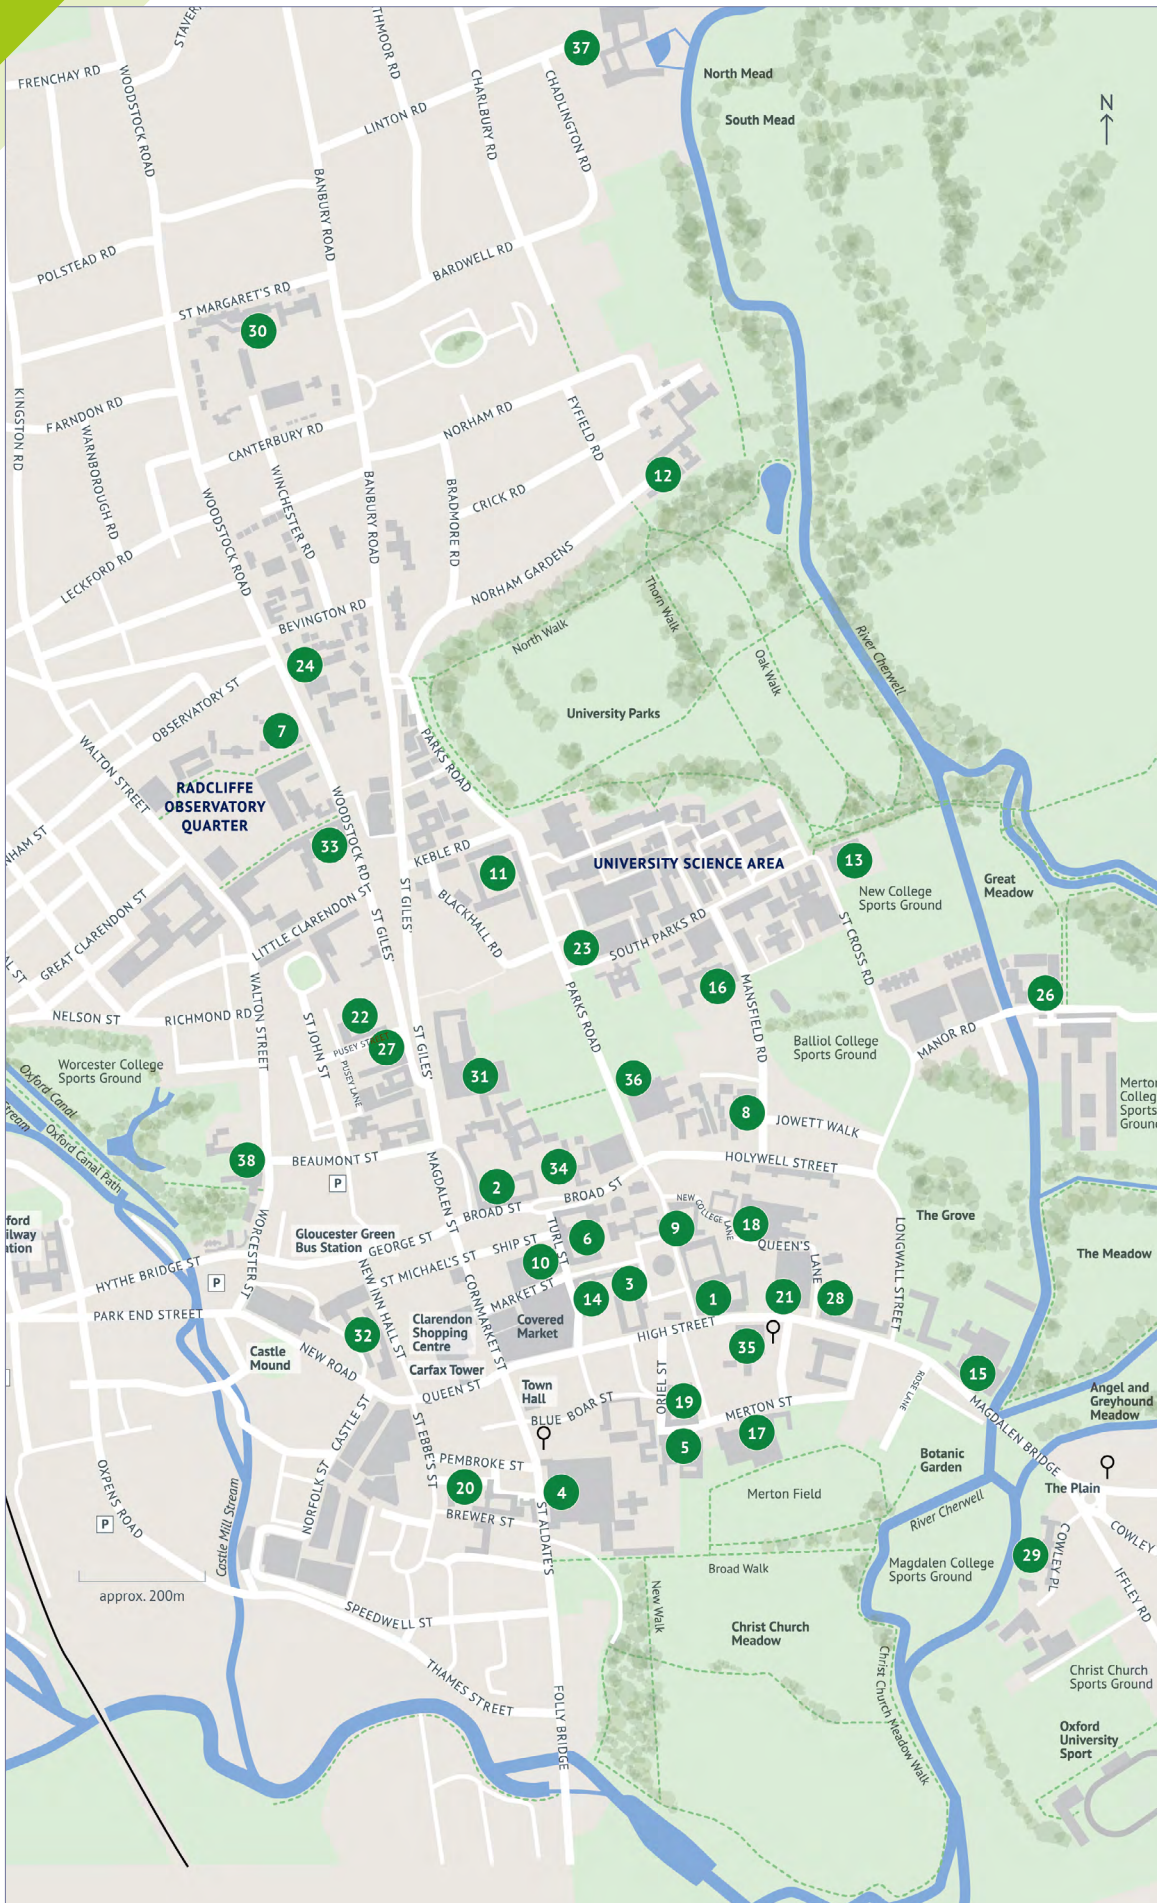 37
STAVER
THMOOR RD
FRENCHAY RD
WOODSTOCK ROAD
CHARLBURY RD
CHADLINGTON RD
North Mead
N
LINTON RD
South Mead
BANBURY ROAD
POLSTEAD RD
BARDWELL RD
ST MARGARET'S RD
30
KINGSTON RD
FARNDON RD
WARNBOROUGH RD
CANTERBURY RD
NORHAM RD
FYFIELD RD
WINCHESTER RD
BANBURY ROAD
BRADMORE RD
CRICK RD
12
WOODSTOCK ROAD
LECKFORD RD
NORHAM GARDENS
BEVINGTON RD
Thorn Walk
North Walk
Oak Walk
River Cherwell
24
OBSERVATORY ST
7
University Parks
WALTON STREET
PARKS ROAD
RADCLIFFE
OBSERVATORY
QUARTER
WOODSTOCK RD
NHAM ST
33
KEBLE RD
11
UNIVERSITY SCIENCE AREA
13
New College
Sports Ground
Great
Meadow
GREAT CLARENDON ST
LITTLE CLARENDON ST
ST GILES'
ST GILES'
BLACKHALL RD
23
SOUTH PARKS RD
ST CROSS RD
AL ST
WALTON STREET
PARKS ROAD
16
MANSFIELD RD
26
NELSON ST
RICHMOND RD
ST JOHN ST
22
PUSEY STREET
27
PUSEY LANE
ST GILES'
MANOR RD
Balliol College
Sports Ground
Worcester College
Sports Ground
31
36
Merton
Colleg
Sports
Groun
Oxford Canal
Stream
Oxford Canal Path
8
JOWETT WALK
38
BEAUMONT ST
P
MAGDALEN ST
2
34
HOLYWELL STREET
BROAD ST
BROAD ST
NEW
COLLEGE
LANE
ford
ilway
ation
WORCESTER ST
Gloucester Green
Bus Station
GEORGE ST
TURL ST
6
9
18
QUEEN'S
LANE
LONGWALL STREET
The Grove
The Meadow
HYTHE BRIDGE ST
P
ST MICHAEL'S ST
SHIP ST
10
NEW INN HALL ST
CORNMARKET ST
MARKET ST
14
3
1
21
28
PARK END STREET
32
Clarendon
Shopping
Centre
Covered
Market
HIGH STREET
35
Castle
Mound
NEW ROAD
Carfax Tower
QUEEN ST
Town
Hall
ORIEL ST
19
MERTON ST
17
ROSE LANE
15
MAGDALEN BRIDGE
Angel and
Greyhound
Meadow
CASTLE ST
ST EBBE'S ST
BLUE BOAR ST
5
Botanic
Garden
OXPENS ROAD
NORFOLK ST
PEMBROKE ST
20
4
Merton Field
The Plain
P
Castle Mill Stream
BREWER ST
ST ALDATE'S
River Cherwell
COWLEY
COWLEY PL
29
IFFLEY RD
approx. 200m
Broad Walk
Magdalen College
Sports Ground
SPEEDWELL ST
New Walk
Christ Church
Meadow
Christ Church Meadow Walk
THAMES STREET
FOLLY BRIDGE
Christ Church
Sports Ground
Oxford
University
Sport